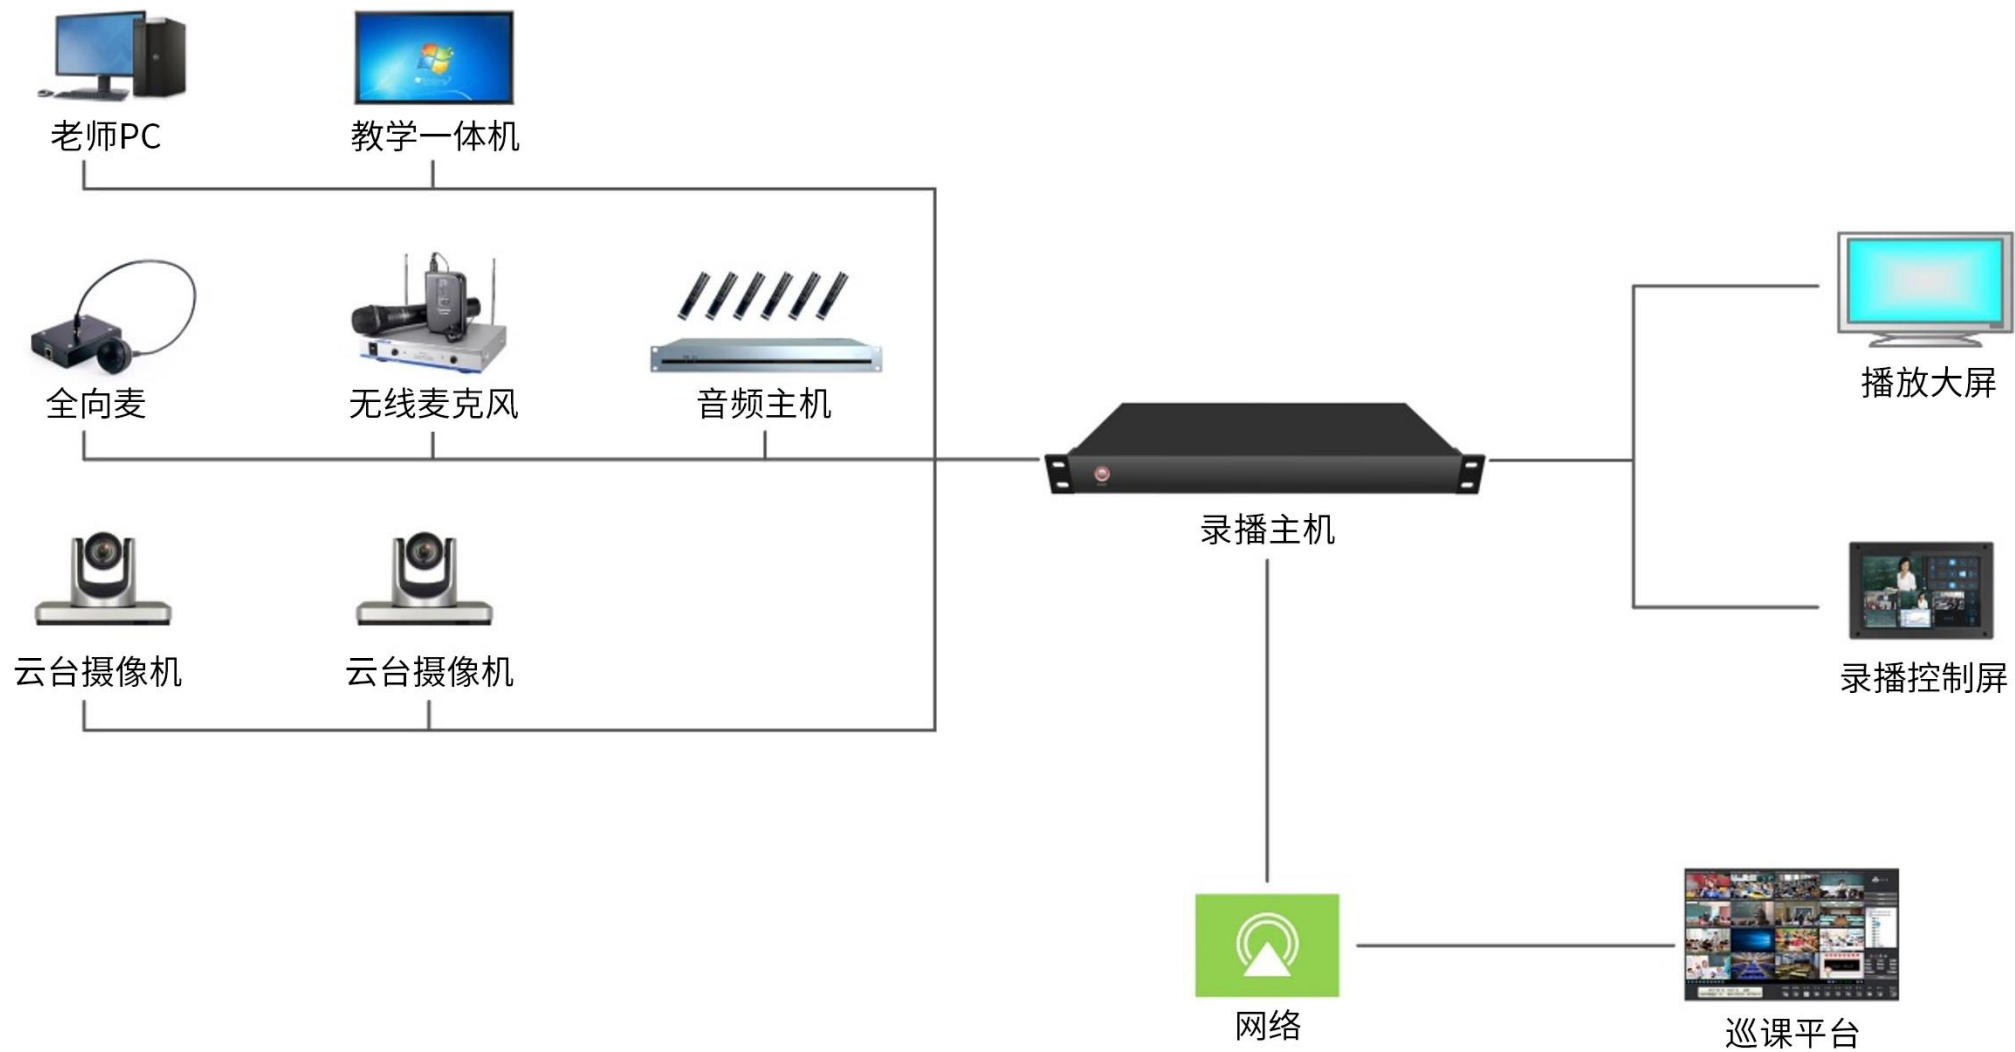 老师PC
教学一体机
全向麦
无线麦克风
音频主机
播放大屏
录播主机
云台摄像机
云台摄像机
录播控制屏
网络
巡课平台